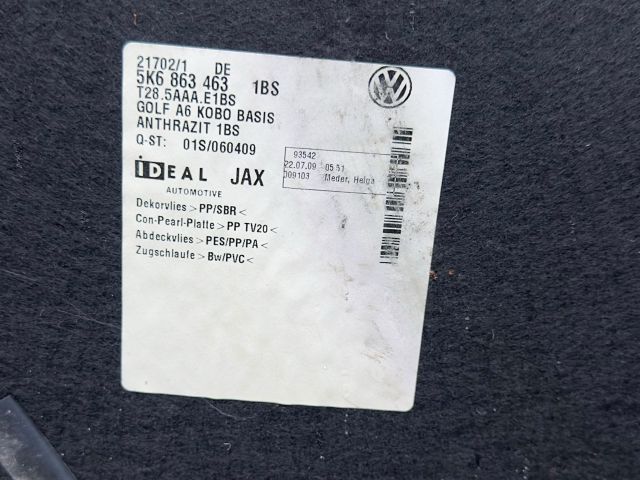 21702/1 DE
5K6 863 463 1BS
T28.5AAA.E1BS
GOLF A6 KOBO BASIS
ANTHRAZIT 1BS
Q-ST: 01S/060409
IDEAL JAX
AUTOMOTIVE
93542
22.07.09 05:51
009103 Meder, Helga
Dekorvlies > PP/SBR <
Con-Pearl-Platte > PP TV20 <
Abdeckvlies > PES/PP/PA <
Zugschlaufe > Bw/PVC <